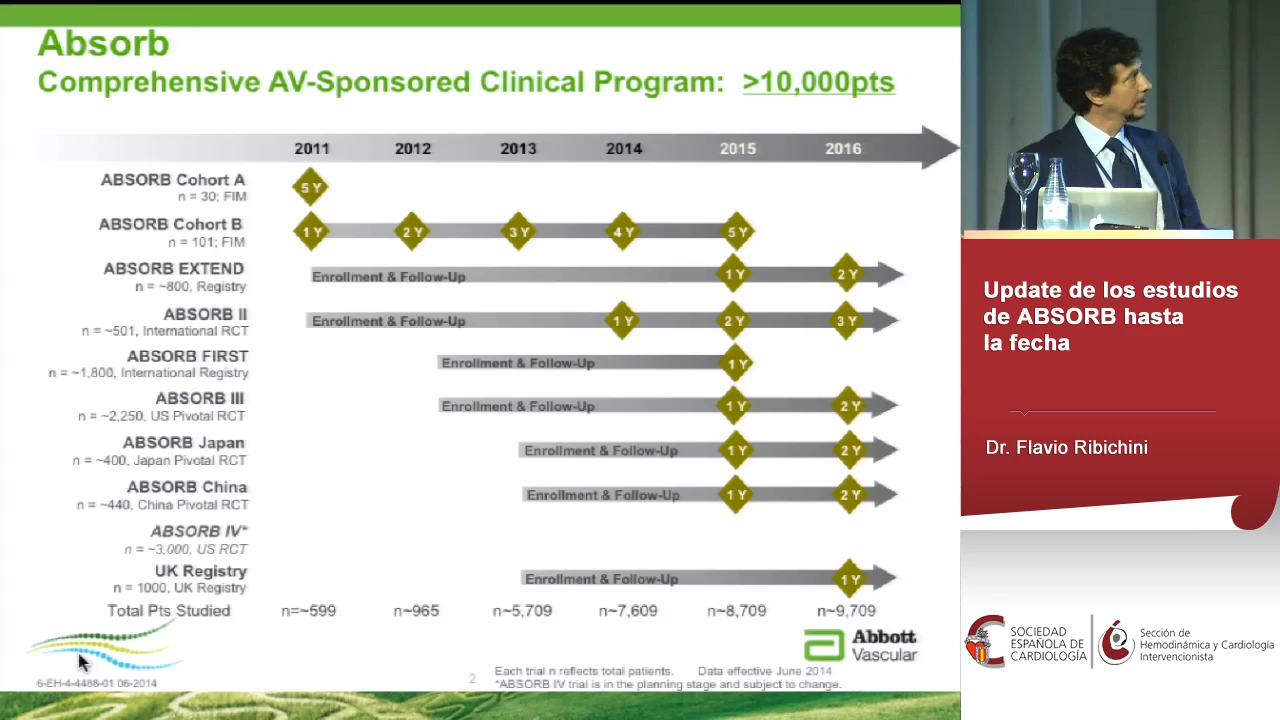 Absorb
Comprehensive AV-Sponsored Clinical Program: >10,000pts
2011 2012 2013 2014 2015 2016
ABSORB Cohort A
n = 30; FIM
5 Y
ABSORB Cohort B
n = 101; FIM
1 Y 2 Y 3 Y 4 Y 5 Y
ABSORB EXTEND
n = ~800, Registry
Enrollment & Follow-Up 1 Y 2 Y
ABSORB II
n = ~501, International RCT
Enrollment & Follow-Up 1 Y 2 Y 3 Y
ABSORB FIRST
n = ~1,800, International Registry
Enrollment & Follow-Up 1 Y
ABSORB III
n = ~2,250, US Pivotal RCT
Enrollment & Follow-Up 1 Y 2 Y
ABSORB Japan
n = ~400, Japan Pivotal RCT
Enrollment & Follow-Up 1 Y 2 Y
ABSORB China
n = ~440, China Pivotal RCT
Enrollment & Follow-Up 1 Y 2 Y
ABSORB IV*
n = ~3,000, US RCT
UK Registry
n = 1000, UK Registry
Enrollment & Follow-Up 1 Y
Total Pts Studied n=~599 n~965 n~5,709 n~7,609 n~8,709 n~9,709
Abbott
Vascular
Each trial n reflects total patients. Data effective June 2014
*ABSORB IV trial is in the planning stage and subject to change.
2
6-EH-4-4488-01 06-2014
Update de los estudios
de ABSORB hasta
la fecha
Dr. Flavio Ribichini
SOCIEDAD
ESPAÑOLA DE
CARDIOLOGÍA
Sección de
Hemodinámica y Cardiología
Intervencionista